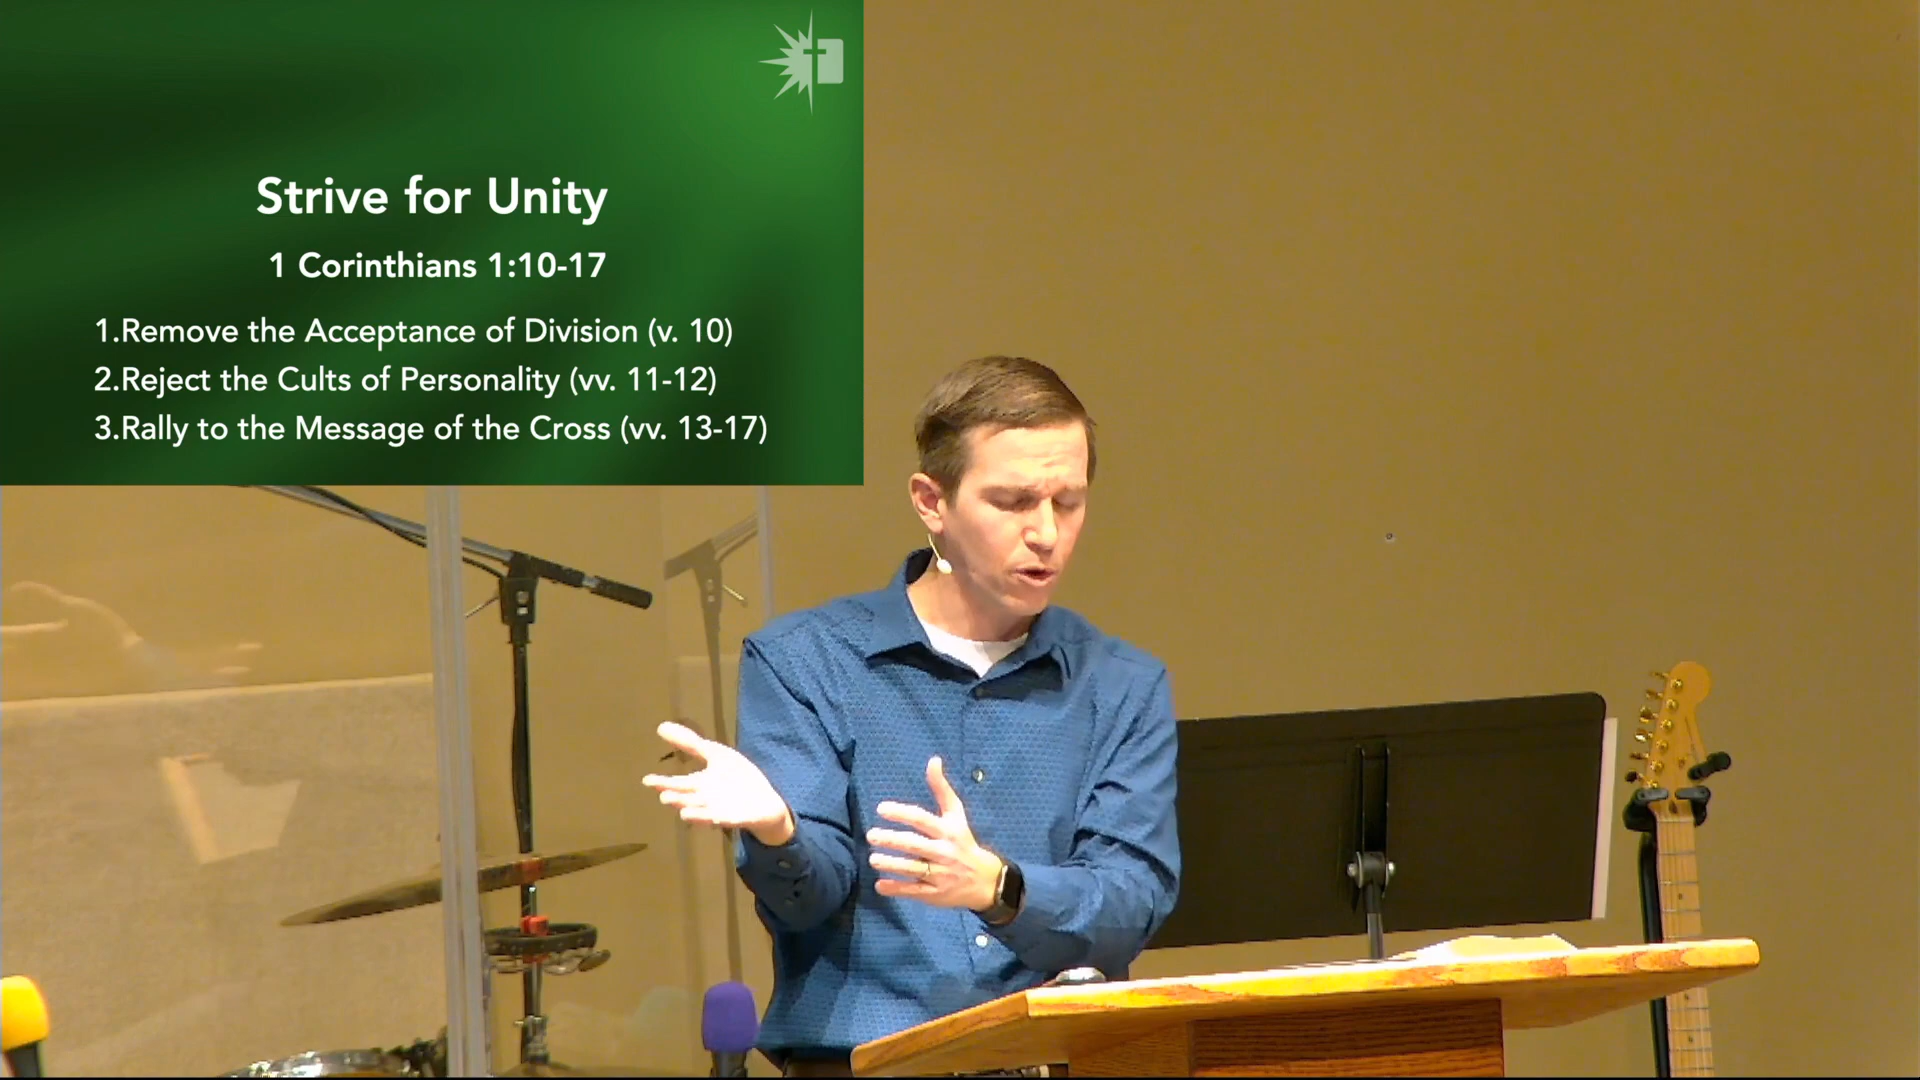 Strive for Unity
1 Corinthians 1:10-17
1.Remove the Acceptance of Division (v. 10)
2.Reject the Cults of Personality (vv. 11-12)
3.Rally to the Message of the Cross (vv. 13-17)